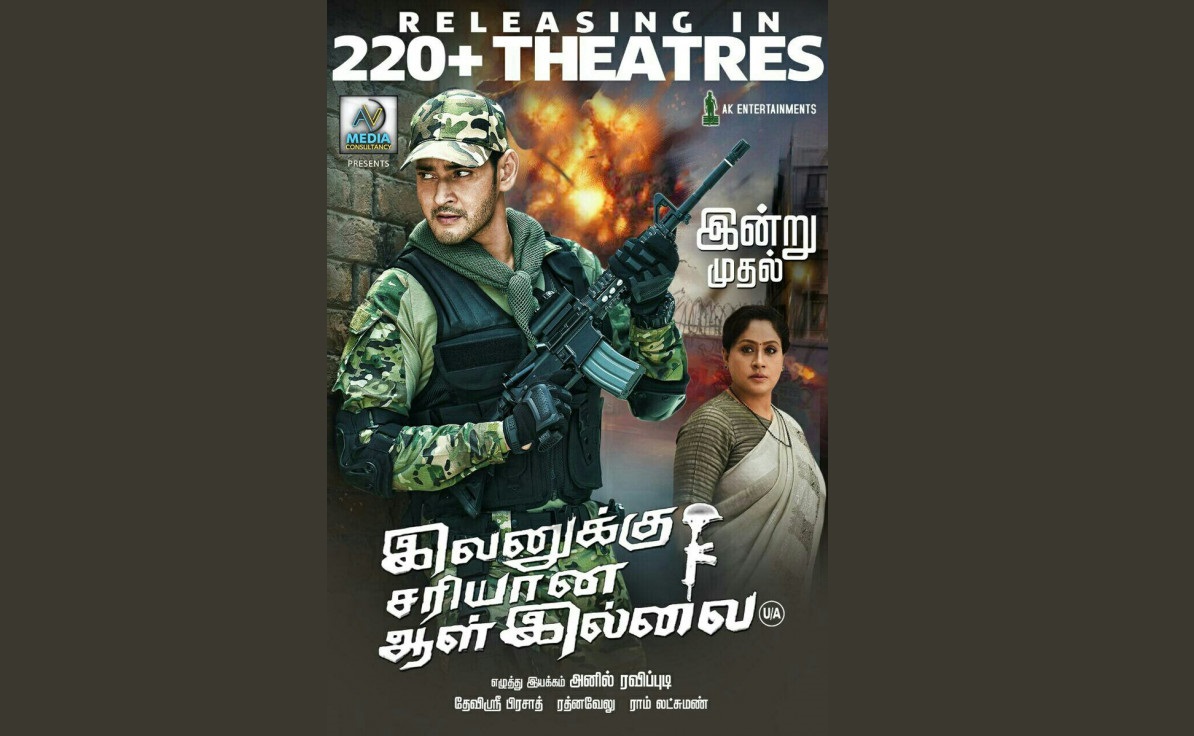 RELEASING IN
220+ THEATRES
AV
MEDIA
CONSULTANCY
PRESENTS
AK ENTERTAINMENTS
இன்று
முதல்
இவனுக்கு
சரியான
ஆள் இல்லை
U/A
எழுத்து இயக்கம் அனில் ரவிப்புடி
தேவிஸ்ரீ பிரசாத் ரத்னவேலு ராம் லட்சுமண்